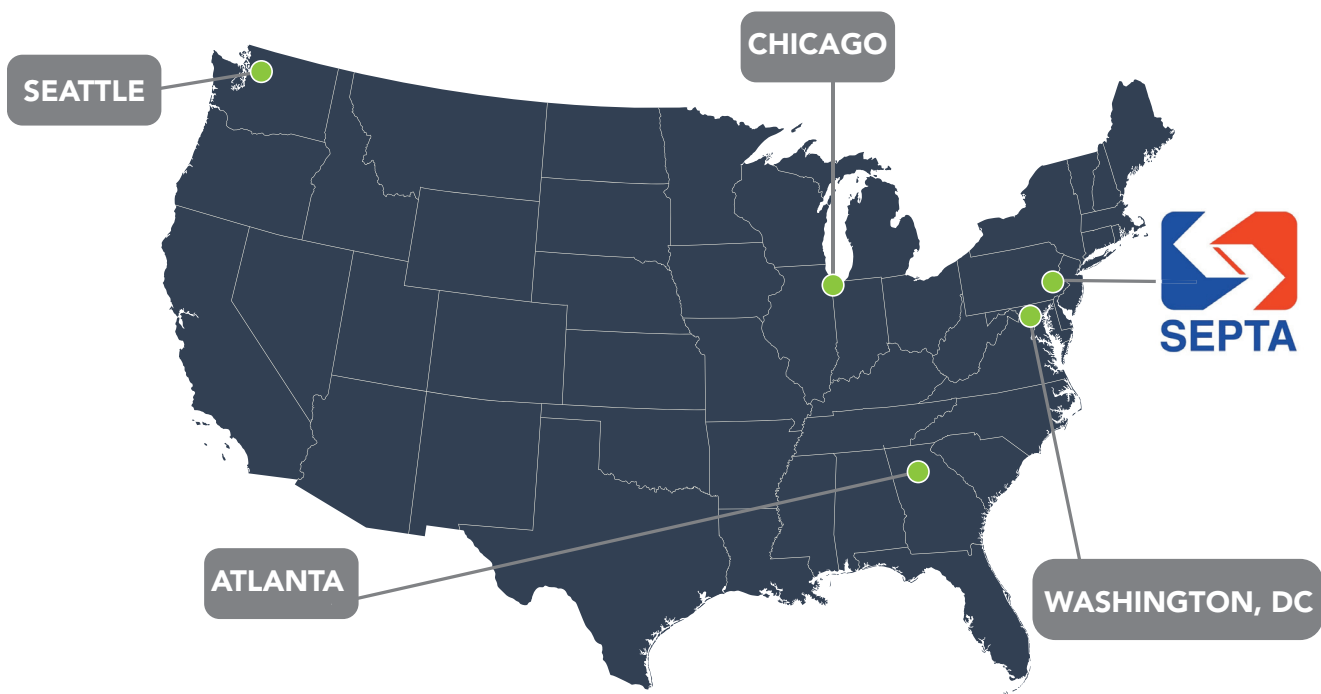 CHICAGO
SEATTLE
SEPTA
ATLANTA
WASHINGTON, DC